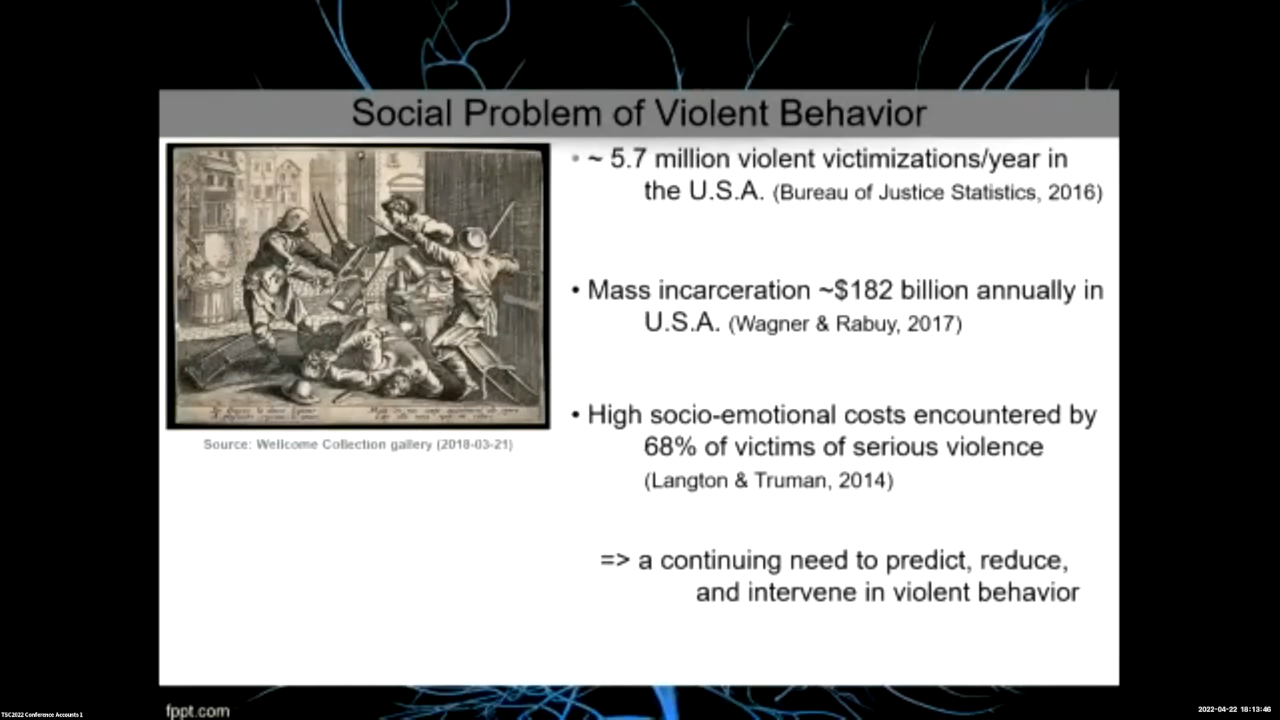 Social Problem of Violent Behavior
• ~ 5.7 million violent victimizations/year in
the U.S.A. (Bureau of Justice Statistics, 2016)
• Mass incarceration ~$182 billion annually in
U.S.A. (Wagner & Rabuy, 2017)
• High socio-emotional costs encountered by
68% of victims of serious violence
(Langton & Truman, 2014)
=> a continuing need to predict, reduce,
and intervene in violent behavior
Source: Wellcome Collection gallery (2018-03-21)
fppt.com
TSC2022 Conference Accounts 1
2022-04-22 18:13:46